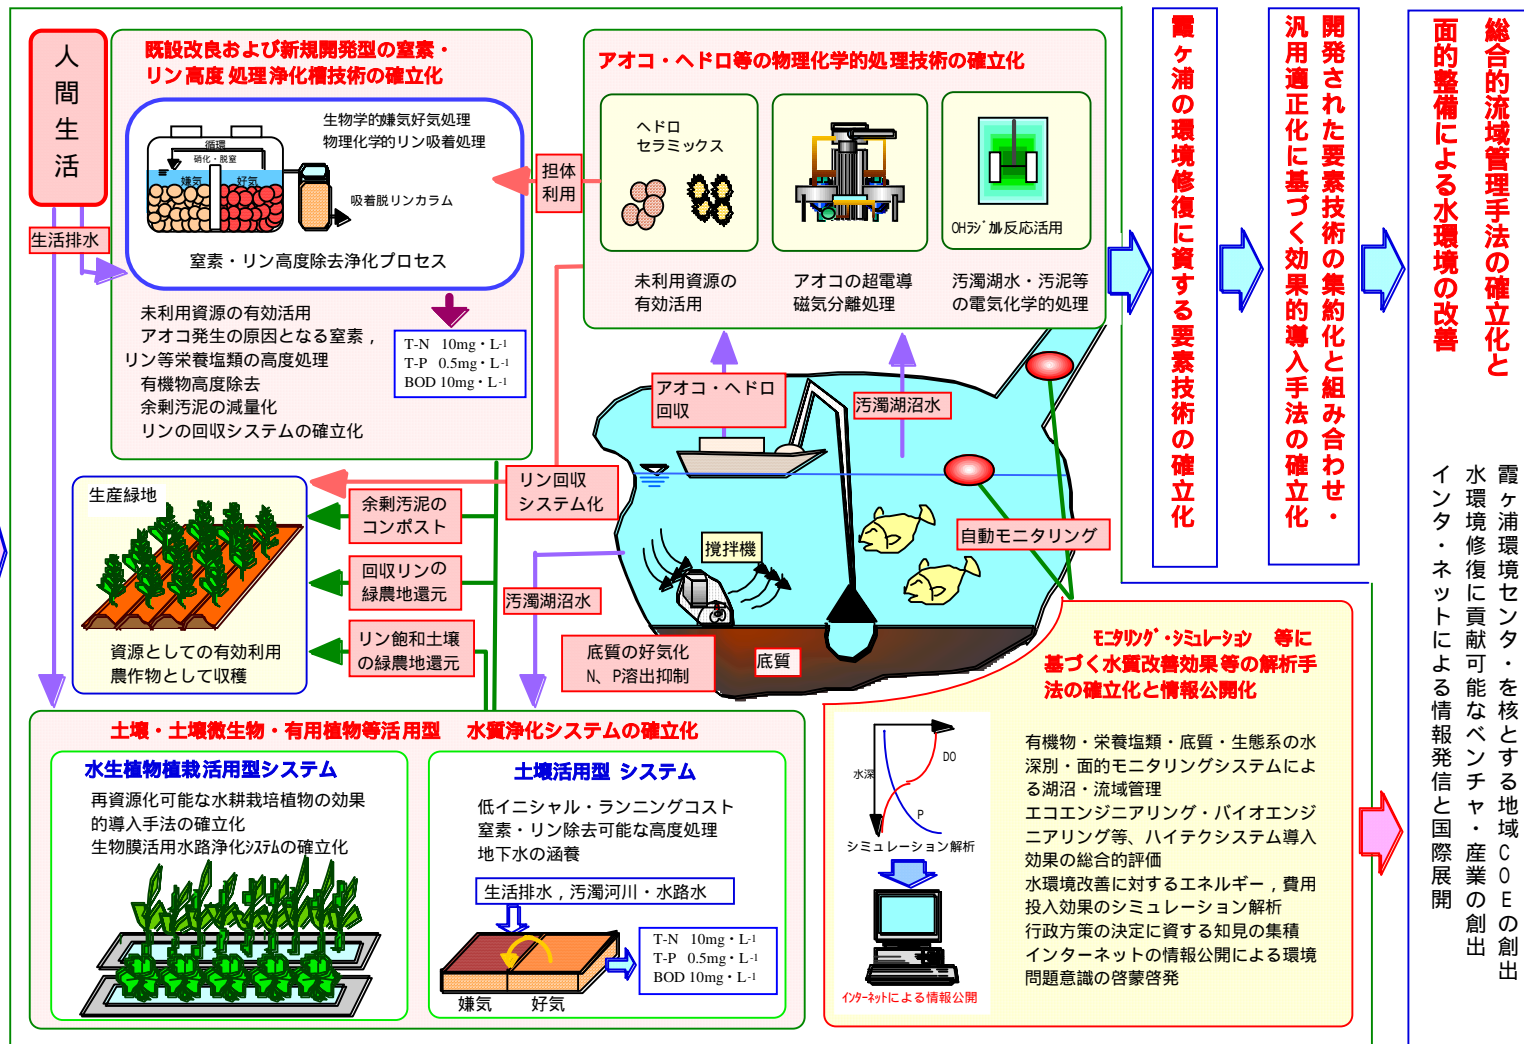 人間生活
生活排水
既設改良および新規開発型の窒素・
リン高度処理浄化槽技術の確立化
循環
硝化・脱窒
嫌気
好気
生物学的嫌気好気処理
物理化学的リン吸着処理
吸着脱リンカラム
窒素・リン高度除去浄化プロセス
未利用資源の有効活用
アオコ発生の原因となる窒素，
リン等栄養塩類の高度処理
有機物高度除去
余剰汚泥の減量化
リンの回収システムの確立化
T-N 10mg・L-1
T-P 0.5mg・L-1
BOD 10mg・L-1
担体
利用
アオコ・ヘドロ等の物理化学的処理技術の確立化
ヘドロ
セラミックス
OHラジカル反応活用
未利用資源の
有効活用
アオコの超電導
磁気分離処理
汚濁湖水・汚泥等
の電気化学的処理
アオコ・ヘドロ
回収
汚濁湖沼水
リン回収
システム化
生産緑地
資源としての有効利用
農作物として収穫
余剰汚泥の
コンポスト
回収リンの
緑農地還元
リン飽和土壌
の緑農地還元
汚濁湖沼水
撹拌機
自動モニタリング
底質の好気化
N、P溶出抑制
底質
土壌・土壌微生物・有用植物等活用型 水質浄化システムの確立化
水生植物植栽活用型システム
再資源化可能な水耕栽培植物の効果
的導入手法の確立化
生物膜活用水路浄化システムの確立化
土壌活用型 システム
低イニシャル・ランニングコスト
窒素・リン除去可能な高度処理
地下水の涵養
生活排水，汚濁河川・水路水
嫌気
好気
T-N 10mg・L-1
T-P 0.5mg・L-1
BOD 10mg・L-1
モニタリング・シミュレーション 等に
基づく水質改善効果等の解析手
法の確立化と情報公開化
水深
DO
P
シミュレーション解析
インターネットによる情報公開
有機物・栄養塩類・底質・生態系の水
深別・面的モニタリングシステムによ
る湖沼・流域管理
エコエンジニアリング・バイオエンジ
ニアリング等、ハイテクシステム導入
効果の総合的評価
水環境改善に対するエネルギー，費用
投入効果のシミュレーション解析
行政方策の決定に資する知見の集積
インターネットの情報公開による環境
問題意識の啓蒙啓発
霞ヶ浦の環境修復に資する要素技術の確立化
開発された要素技術の集約化と組み合わせ・
汎用適正化に基づく効果的導入手法の確立化
総合的流域管理手法の確立化と
面的整備による水環境の改善
霞ヶ浦環境センタ・を核とする地域COEの創出
水環境修復に貢献可能なベンチャ・産業の創出
インタ・ネットによる情報発信と国際展開